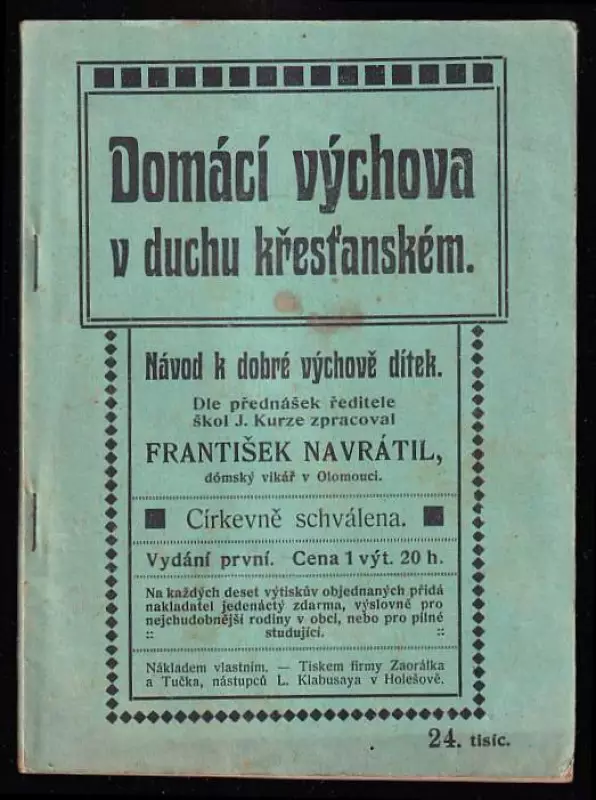 Domácí výchova
v duchu křesťanském.
Návod k dobré výchově dítek.
Dle přednášek ředitele
škol J. Kurze zpracoval
FRANTIŠEK NAVRÁTIL,
dómský vikář v Olomouci.
Církevně schválena.
Vydání první. Cena 1 výt. 20 h.
Na každých deset výtiskův objednaných přidá
nakladatel jedenáctý zdarma, výslovně pro
nejchudobnější rodiny v obci, nebo pro pilné
:: studující. ::
Nákladem vlastním. — Tiskem firmy Zaorálka
a Tučka, nástupců L. Klabusaya v Holešově.
24. tisíc.